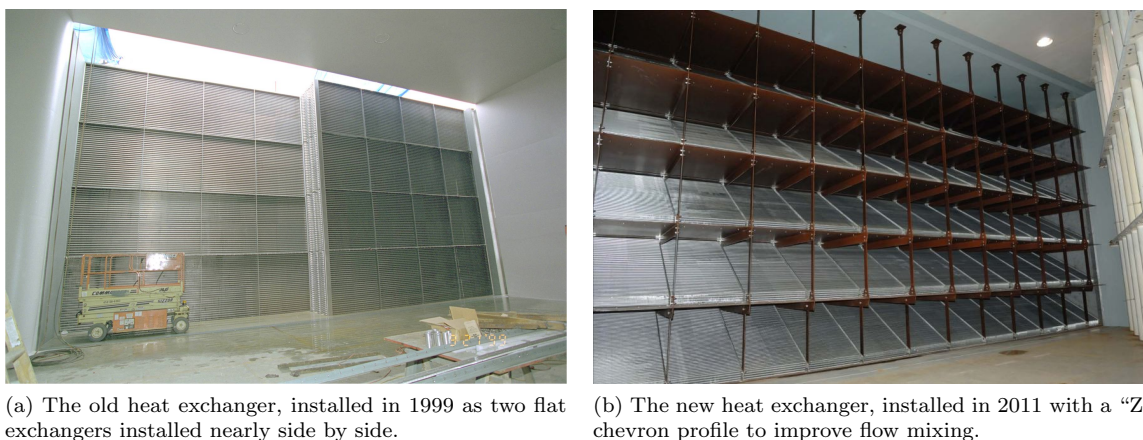 (a) The old heat exchanger, installed in 1999 as two flat
exchangers installed nearly side by side.
(b) The new heat exchanger, installed in 2011 with a “Z
chevron profile to improve flow mixing.